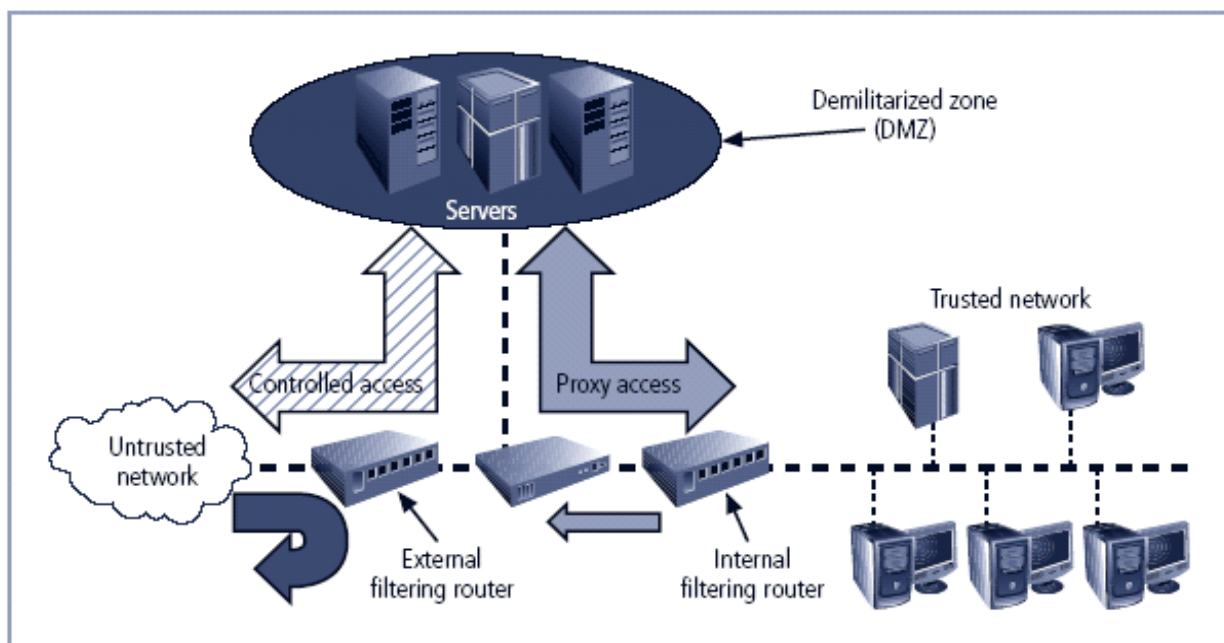 Demilitarized zone
(DMZ)
Servers
Trusted network
Controlled access
Proxy access
Untrusted
network
External
filtering router
Internal
filtering router